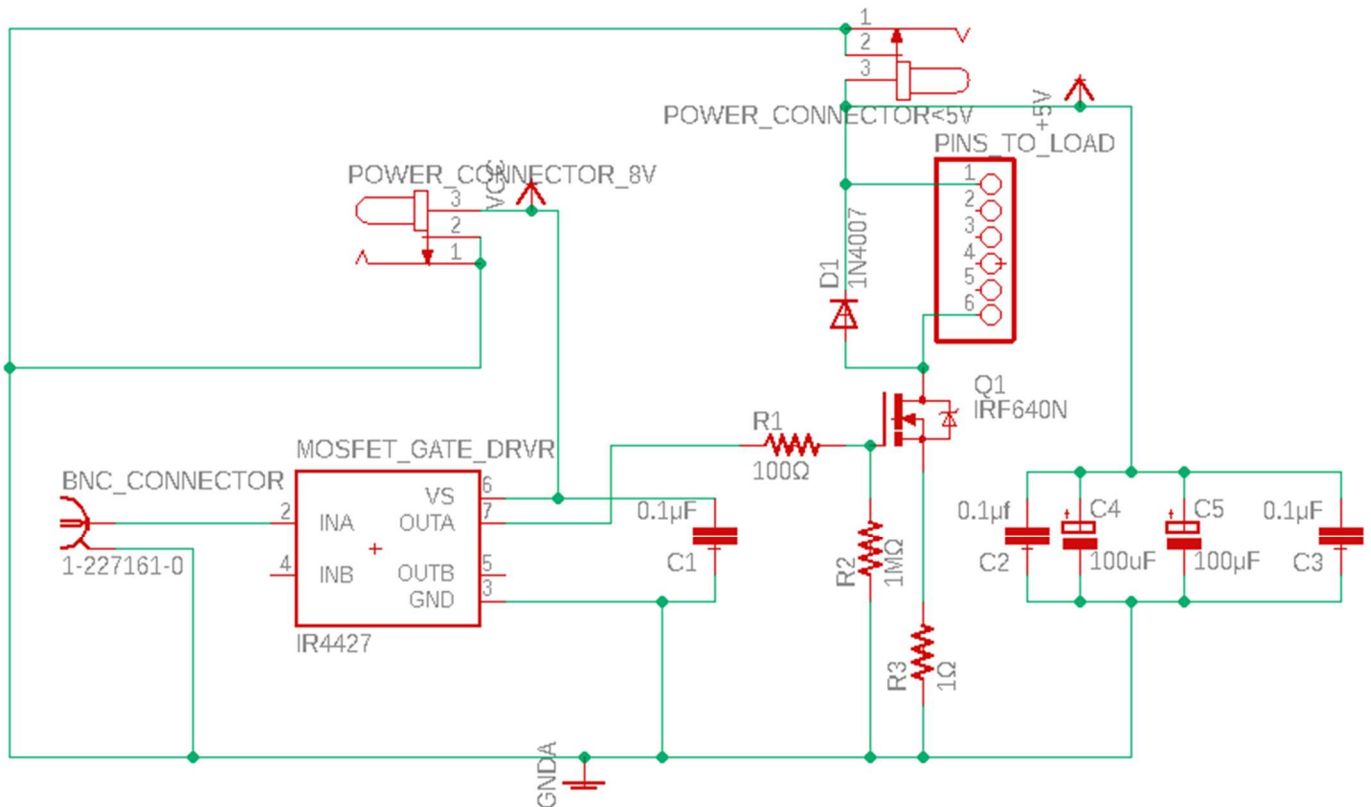 1
2
3
POWER_CONNECTOR<5V
+5V
PINS_TO_LOAD
1
2
3
4
5
6
POWER_CONNECTOR_8V
VCC
3
2
1
D1
1N4007
Q1
IRF640N
R1
100Ω
MOSFET_GATE_DRVR
BNC_CONNECTOR
1-227161-0
2
INA
4
INB
VS
6
OUTA
7
OUTB
5
GND
3
IR4427
0.1µF
C1
R2
1MΩ
R3
1Ω
0.1µf
C2
C4
100uF
C5
100µF
0.1µF
C3
GNDA